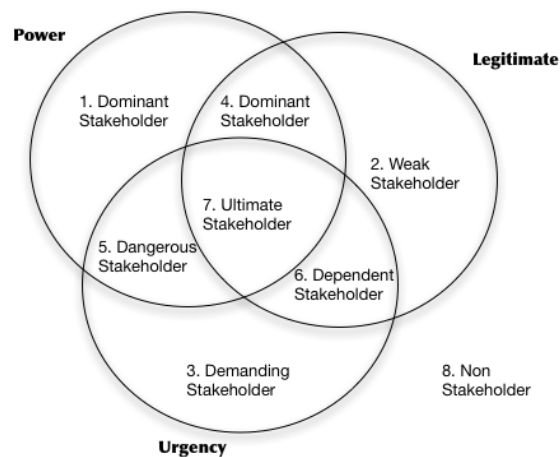 Power
Legitimate
1. Dominant
Stakeholder
4. Dominant
Stakeholder
2. Weak
Stakeholder
7. Ultimate
Stakeholder
5. Dangerous
Stakeholder
6. Dependent
Stakeholder
3. Demanding
Stakeholder
8. Non
Stakeholder
Urgency